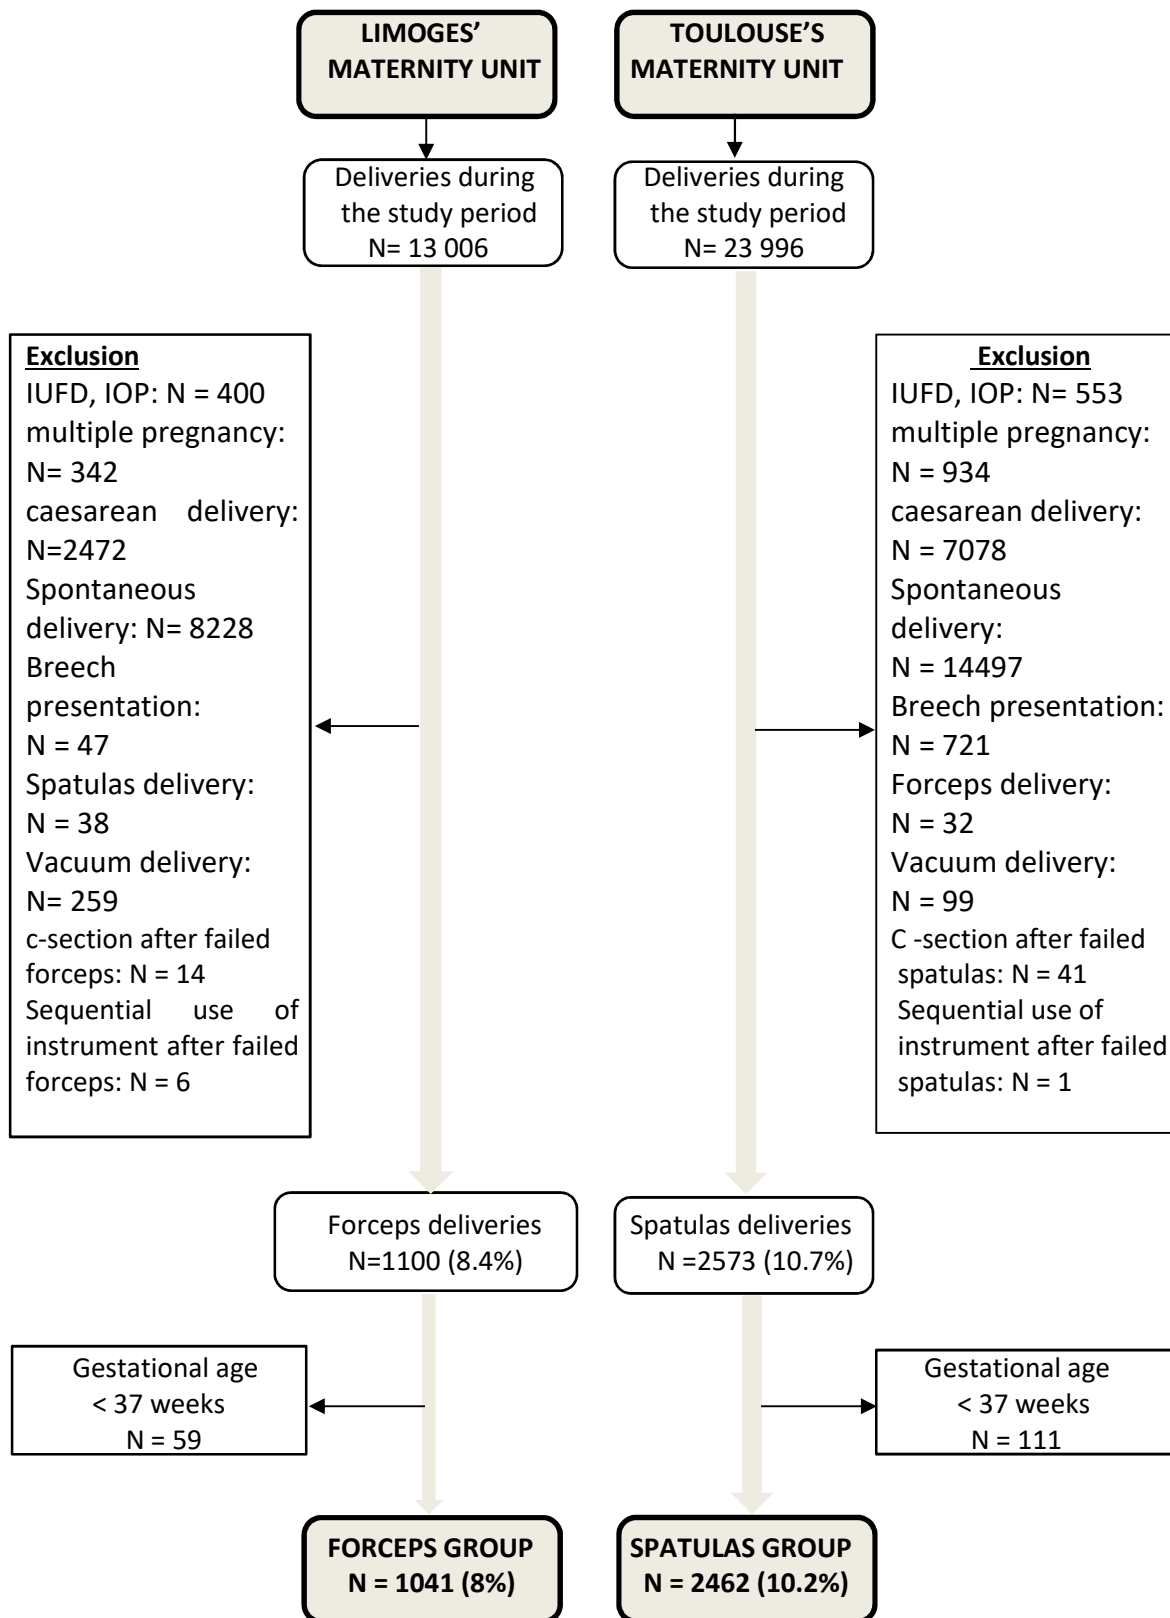 LIMOGES’
MATERNITY UNIT
TOULOUSE’S
MATERNITY UNIT
Deliveries during
the study period
N= 13 006
Deliveries during
the study period
N= 23 996
Exclusion
IUFD, IOP: N = 400
multiple pregnancy:
N= 342
caesarean delivery:
N=2472
Spontaneous
delivery: N= 8228
Breech
presentation:
N = 47
Spatulas delivery:
N = 38
Vacuum delivery:
N= 259
c-section after failed
forceps: N = 14
Sequential use of
instrument after failed
forceps: N = 6
Exclusion
IUFD, IOP: N= 553
multiple pregnancy:
N = 934
caesarean delivery:
N = 7078
Spontaneous
delivery:
N = 14497
Breech presentation:
N = 721
Forceps delivery:
N = 32
Vacuum delivery:
N = 99
C -section after failed
spatulas: N = 41
Sequential use of
instrument after failed
spatulas: N = 1
Forceps deliveries
N=1100 (8.4%)
Spatulas deliveries
N =2573 (10.7%)
Gestational age
< 37 weeks
N = 59
Gestational age
< 37 weeks
N = 111
FORCEPS GROUP
N = 1041 (8%)
SPATULAS GROUP
N = 2462 (10.2%)